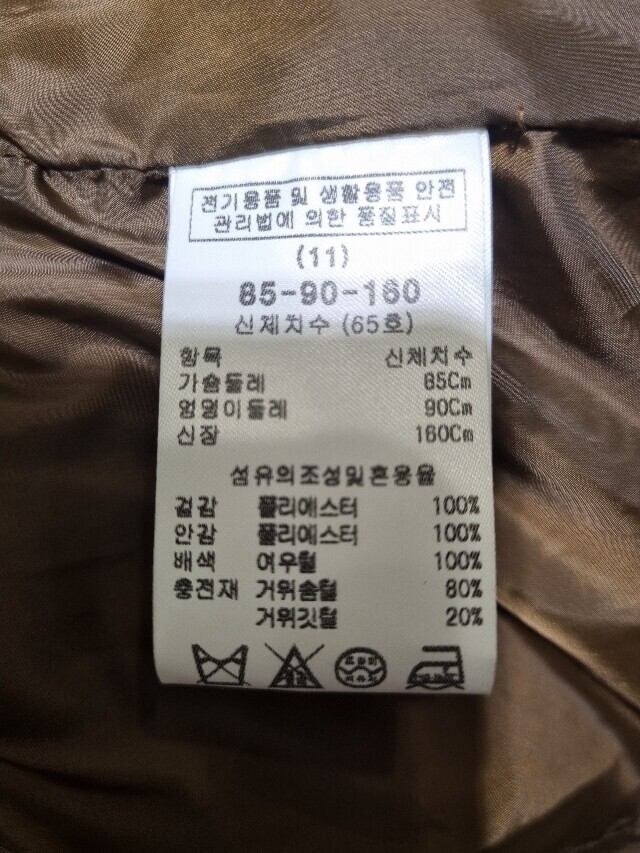 전기용품 및 생활용품 안전
관리법에 의한 품질표시
(11)
85-90-160
신체치수 (65호)
항목 신체치수
가슴둘레 85Cm
엉덩이둘레 90Cm
신장 160Cm
섬유의조성및혼용율
겉감 폴리에스터 100%
안감 폴리에스터 100%
배색 여우털 100%
충전재 거위솜털 80%
거위깃털 20%